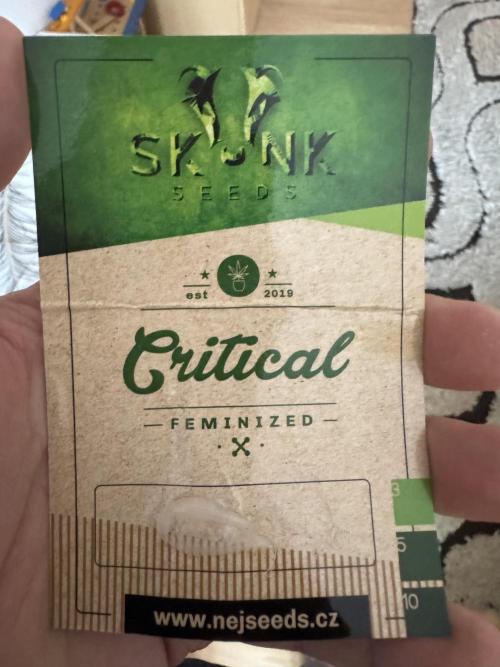 SKUNK
SEEDS
est 2019
Critical
FEMINIZED
3
5
10
www.nejseeds.cz